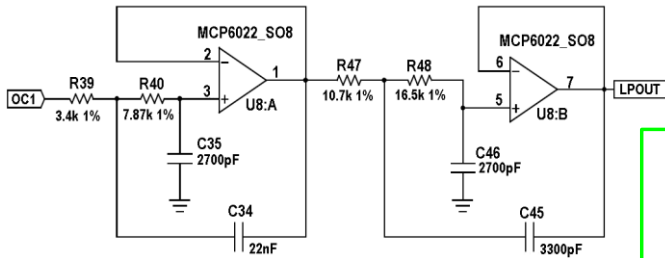 MCP6022_SO8
2
1
3
U8:A
OC1
R39
3.4k 1%
R40
7.87k 1%
C35
2700pF
C34
22nF
R47
10.7k 1%
R48
16.5k 1%
MCP6022_SO8
6
7
5
U8:B
LPOUT
C46
2700pF
C45
3300pF